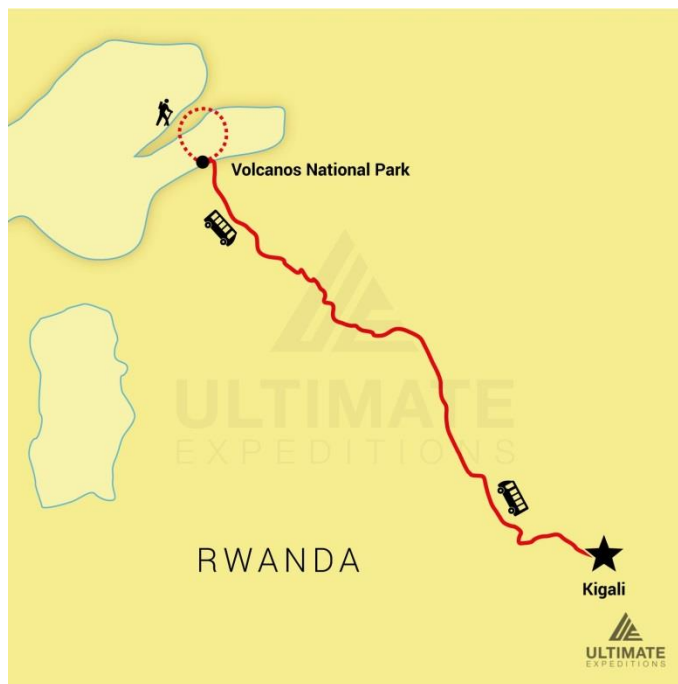 Volcanos National Park
ULTIMATE
EXPEDITIONS
RWANDA
Kigali
ULTIMATE
EXPEDITIONS